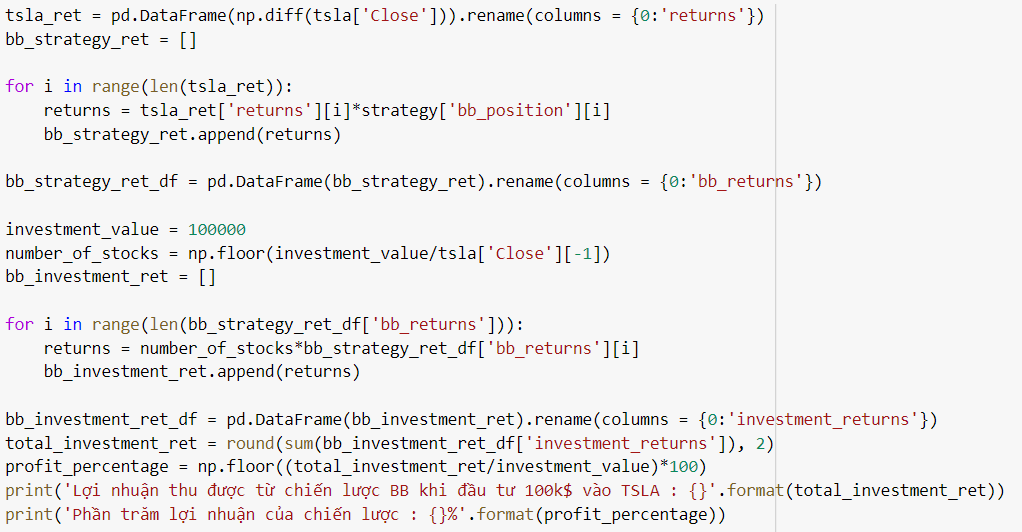 tsla_ret = pd.DataFrame(np.diff(tsla['Close'])).rename(columns = {0:'returns'})
bb_strategy_ret = []

for i in range(len(tsla_ret)):
    returns = tsla_ret['returns'][i]*strategy['bb_position'][i]
    bb_strategy_ret.append(returns)

bb_strategy_ret_df = pd.DataFrame(bb_strategy_ret).rename(columns = {0:'bb_returns'})

investment_value = 100000
number_of_stocks = np.floor(investment_value/tsla['Close'][-1])
bb_investment_ret = []

for i in range(len(bb_strategy_ret_df['bb_returns'])):
    returns = number_of_stocks*bb_strategy_ret_df['bb_returns'][i]
    bb_investment_ret.append(returns)

bb_investment_ret_df = pd.DataFrame(bb_investment_ret).rename(columns = {0:'investment_returns'})
total_investment_ret = round(sum(bb_investment_ret_df['investment_returns']), 2)
profit_percentage = np.floor((total_investment_ret/investment_value)*100)
print('Lợi nhuận thu được từ chiến lược BB khi đầu tư 100k$ vào TSLA : {}'.format(total_investment_ret))
print('Phần trăm lợi nhuận của chiến lược : {}%'.format(profit_percentage))